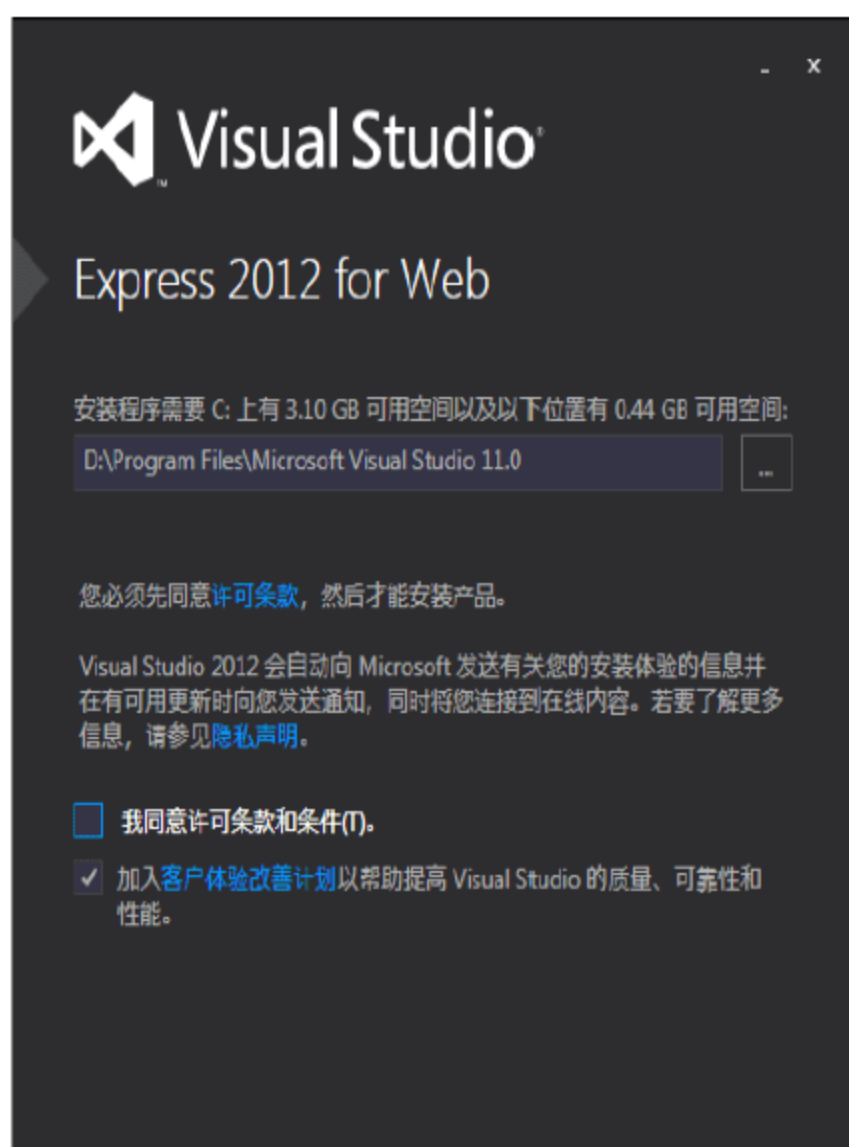 Visual Studio®
™
Express 2012 for Web
安装程序需要 C: 上有 3.10 GB 可用空间以及以下位置有 0.44 GB 可用空间:
D:\Program Files\Microsoft Visual Studio 11.0
...
您必须先同意许可条款，然后才能安装产品。
Visual Studio 2012 会自动向 Microsoft 发送有关您的安装体验的信息并
在有可用更新时向您发送通知，同时将您连接到在线内容。若要了解更多
信息，请参见隐私声明。
我同意许可条款和条件(T)。
加入客户体验改善计划以帮助提高 Visual Studio 的质量、可靠性和
性能。